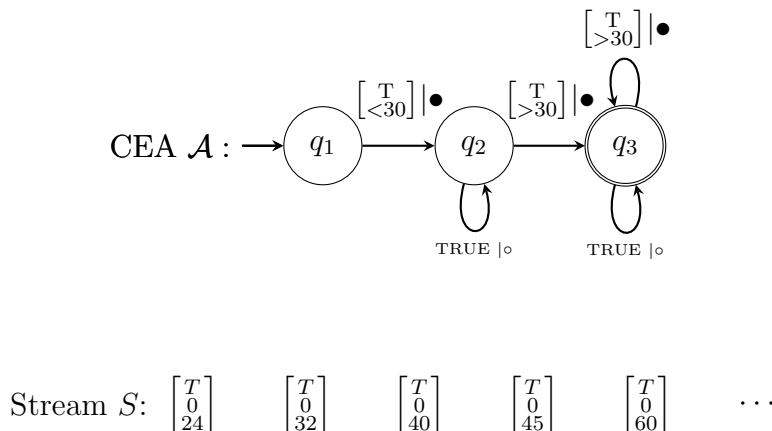 [T >30] |●
[T <30] |● [T >30] |●
CEA 𝒜 : q₁ q₂ q₃
TRUE |○ TRUE |○
Stream S: [T 0 24] [T 0 32] [T 0 40] [T 0 45] [T 0 60] ⋯